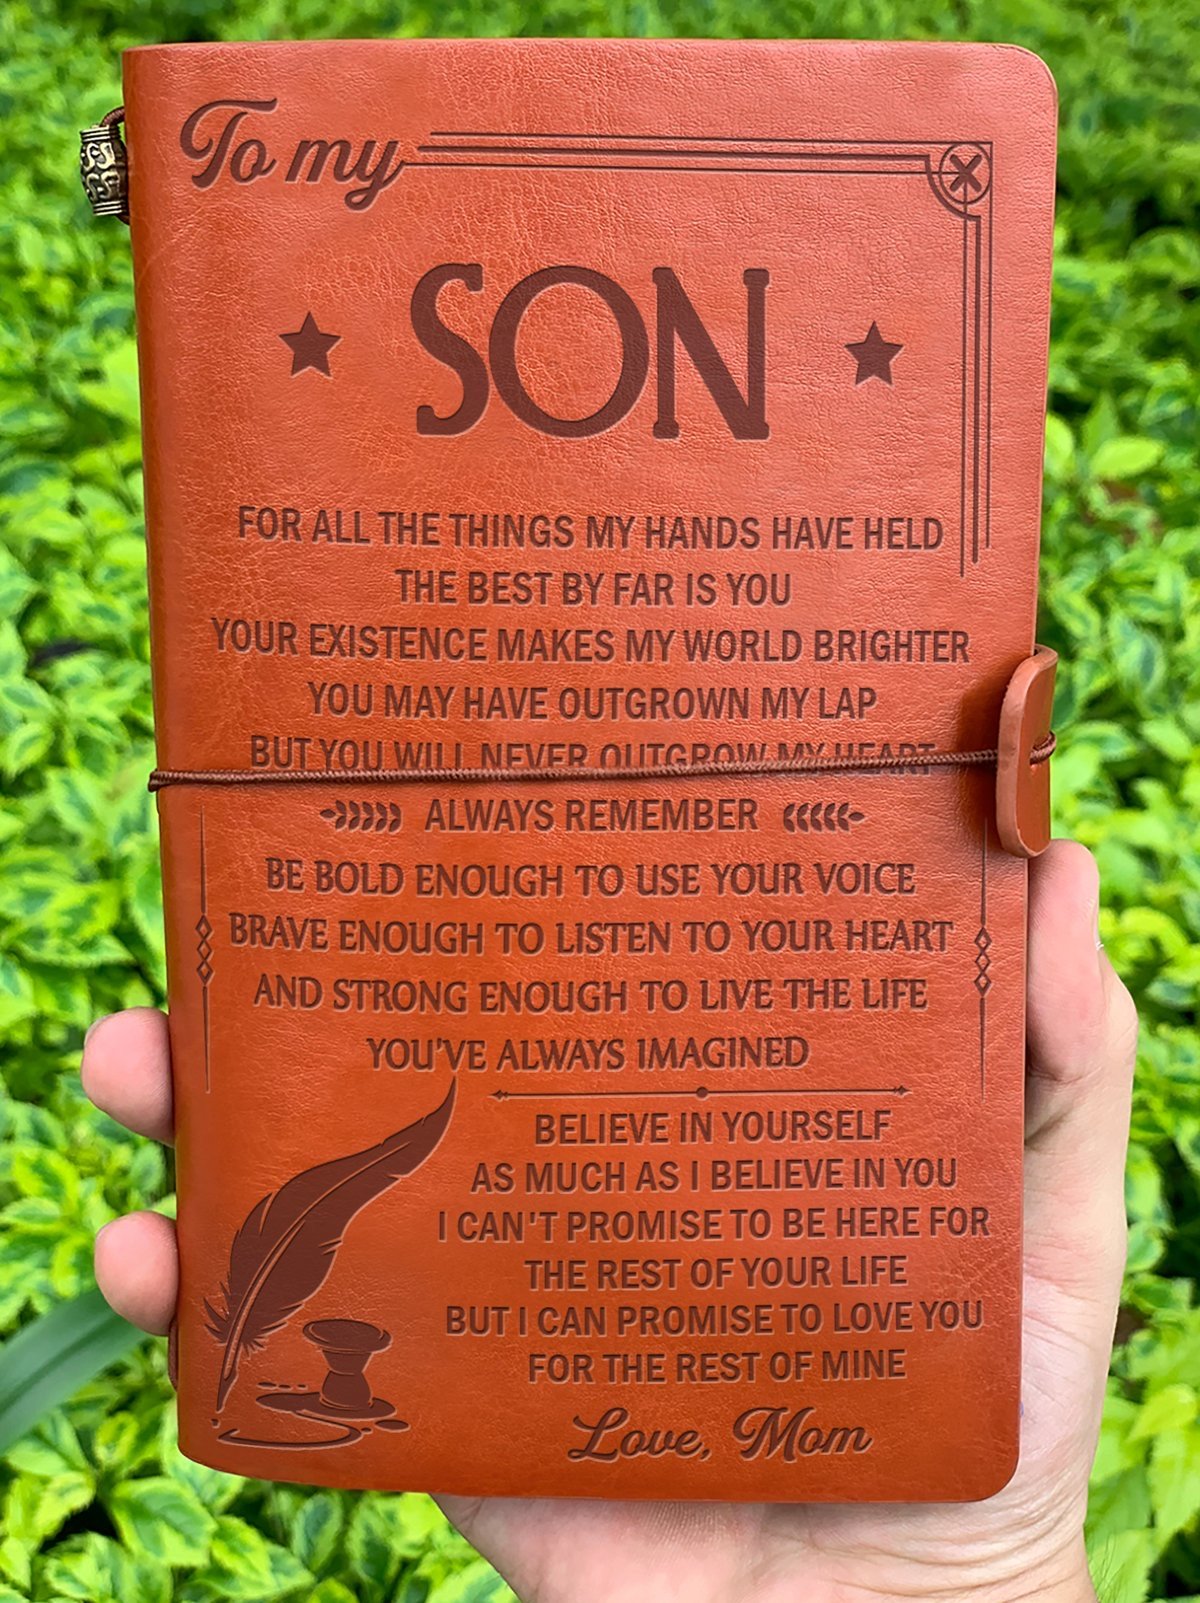 To my
SON
FOR ALL THE THINGS MY HANDS HAVE HELD
THE BEST BY FAR IS YOU
YOUR EXISTENCE MAKES MY WORLD BRIGHTER
YOU MAY HAVE OUTGROWN MY LAP
BUT YOU WILL NEVER OUTGROW MY HEART
ALWAYS REMEMBER
BE BOLD ENOUGH TO USE YOUR VOICE
BRAVE ENOUGH TO LISTEN TO YOUR HEART
AND STRONG ENOUGH TO LIVE THE LIFE
YOU'VE ALWAYS IMAGINED
BELIEVE IN YOURSELF
AS MUCH AS I BELIEVE IN YOU
I CAN'T PROMISE TO BE HERE FOR
THE REST OF YOUR LIFE
BUT I CAN PROMISE TO LOVE YOU
FOR THE REST OF MINE
Love, Mom